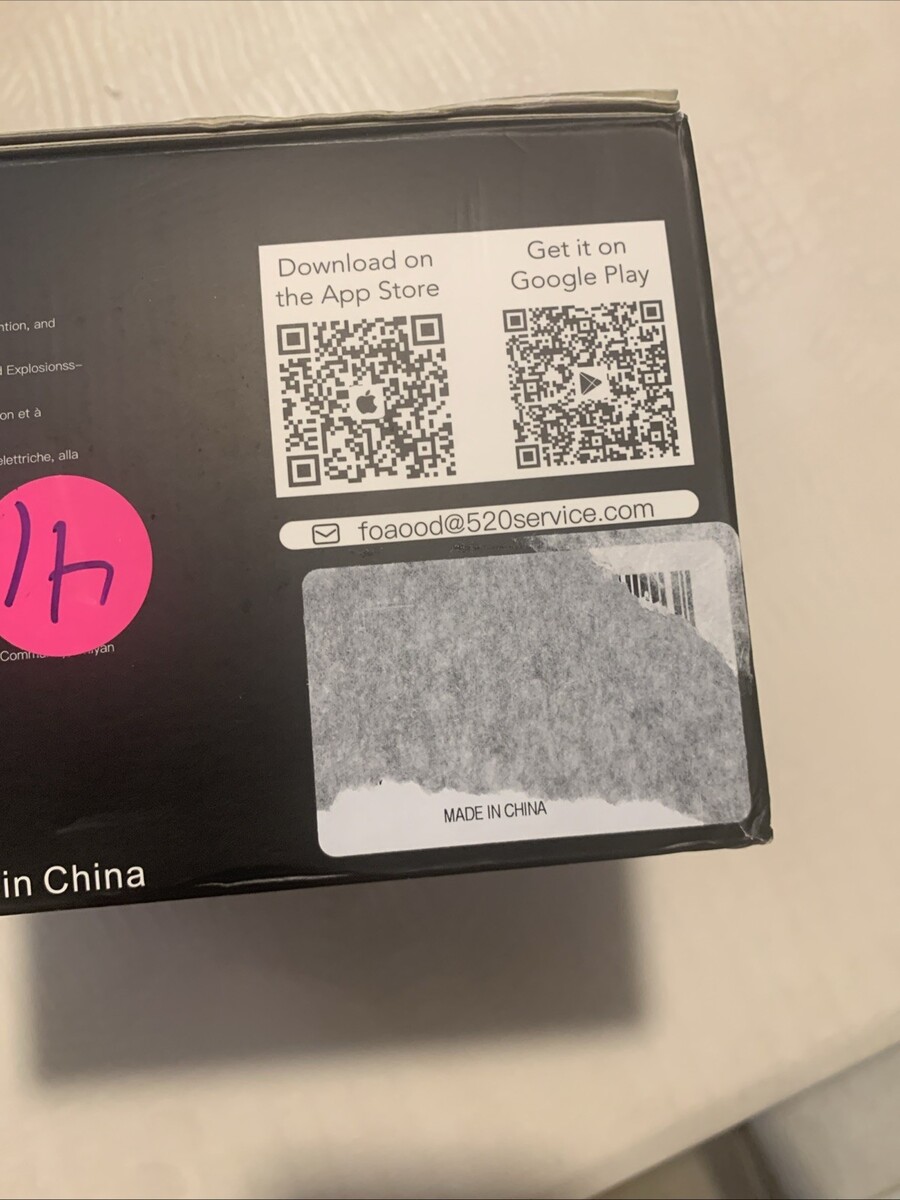 Download on
the App Store
Get it on
Google Play
ntion, and
d Explosionss-
on et à
elettriche, alla
foaood@520service.com
14
MADE IN CHINA
in China